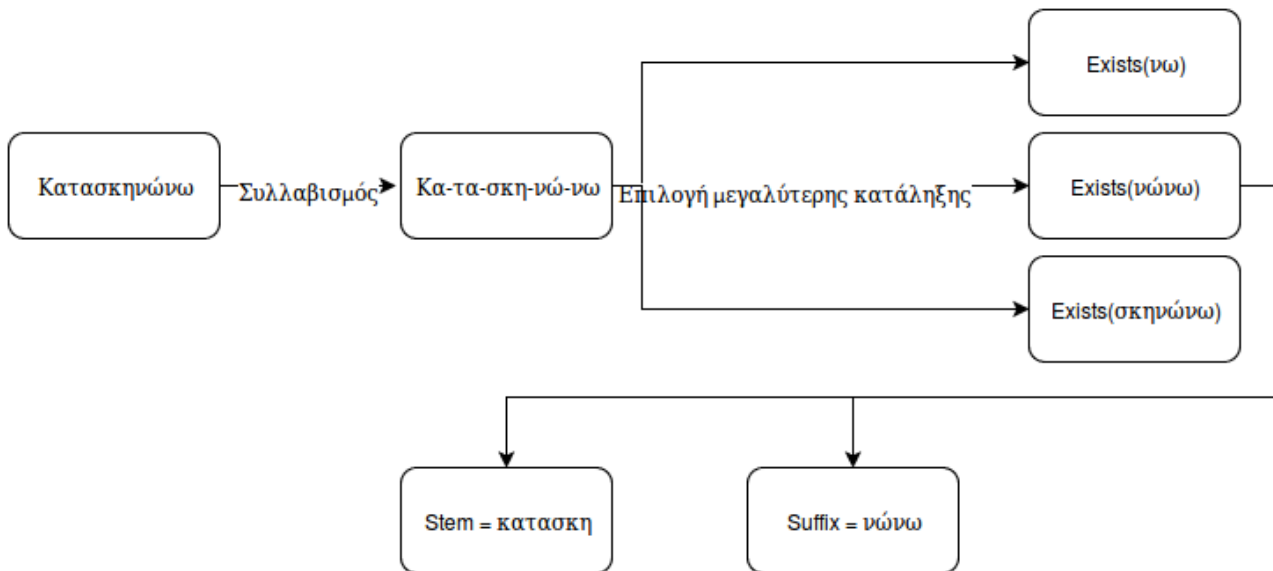 Exists(νω)
Κατασκηνώνω
Συλλαβισμός
Κα-τα-σκη-νώ-νω
Επιλογή μεγαλύτερης κατάληξης
Exists(νώνω)
Exists(σκηνώνω)
Stem = κατασκη
Suffix = νώνω